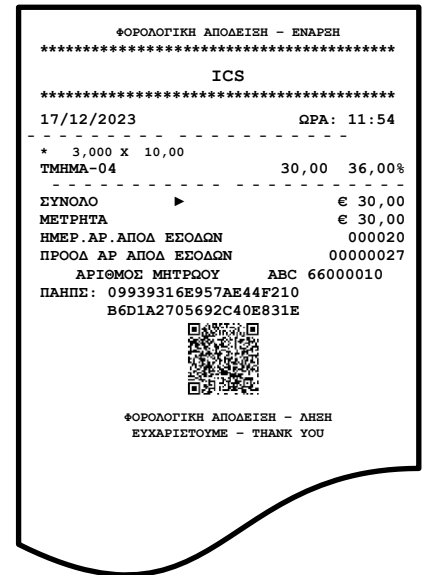 ΦΟΡΟΛΟΓΙΚΗ ΑΠΟΔΕΙΞΗ – ΕΝΑΡΞΗ
******************************************
ICS
******************************************
17/12/2023 ΩΡΑ: 11:54
- - - - - - - - - - - - - - - - - - - -
* 3,000 X 10,00
ΤΜΗΜΑ-04 30,00 36,00%
- - - - - - - - - - - - - - - - - - - -
ΣΥΝΟΛΟ ► € 30,00
ΜΕΤΡΗΤΑ € 30,00
ΗΜΕΡ.ΑΡ.ΑΠΟΔ ΕΣΟΔΩΝ 000020
ΠΡΟΟΔ ΑΡ ΑΠΟΔ ΕΣΟΔΩΝ 00000027
ΑΡΙΘΜΟΣ ΜΗΤΡΩΟΥ ABC 66000010
ΠΑΗΠΣ: 09939316E957AE44F210
B6D1A2705692C40E831E
ΦΟΡΟΛΟΓΙΚΗ ΑΠΟΔΕΙΞΗ – ΛΗΞΗ
ΕΥΧΑΡΙΣΤΟΥΜΕ – THANK YOU